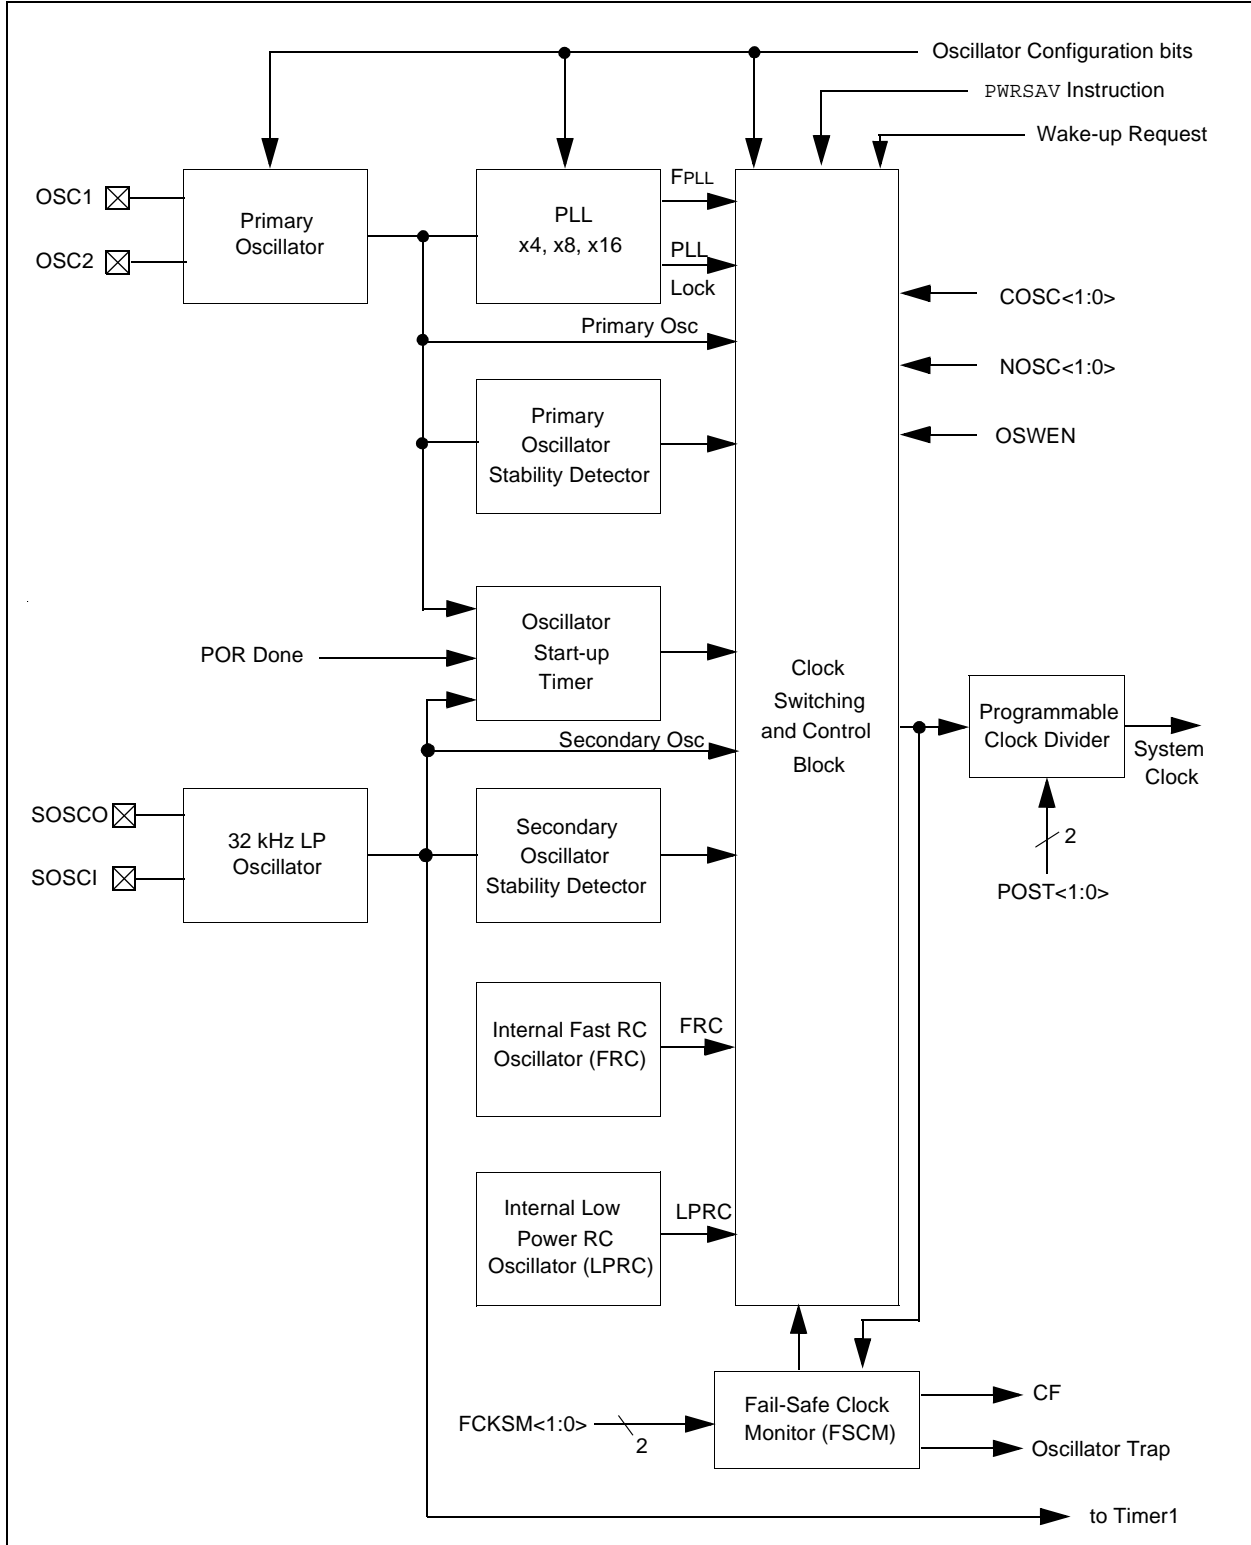 Oscillator Configuration bits
PWRSAV Instruction
Wake-up Request
OSC1
OSC2
Primary
Oscillator
PLL
x4, x8, x16
FPLL
PLL
Lock
COSC<1:0>
NOSC<1:0>
OSWEN
Primary Osc
Primary
Oscillator
Stability Detector
POR Done
Oscillator
Start-up
Timer
Clock
Switching
and Control
Block
Programmable
Clock Divider
System
Clock
2
POST<1:0>
Secondary Osc
SOSCO
SOSCI
32 kHz LP
Oscillator
Secondary
Oscillator
Stability Detector
Internal Fast RC
Oscillator (FRC)
FRC
Internal Low
Power RC
Oscillator (LPRC)
LPRC
FCKSM<1:0>
2
Fail-Safe Clock
Monitor (FSCM)
CF
Oscillator Trap
to Timer1